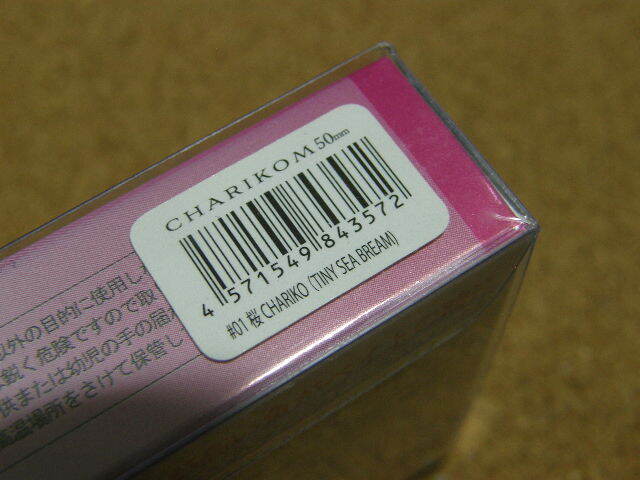 CHARIKO M 50mm
4 571549 843572
#01 桜 CHARIKO (TINY SEA BREAM)
以外の目的に使用し
鋭く危険ですので取
供または幼児の手の届
高温場所をさけて保管し